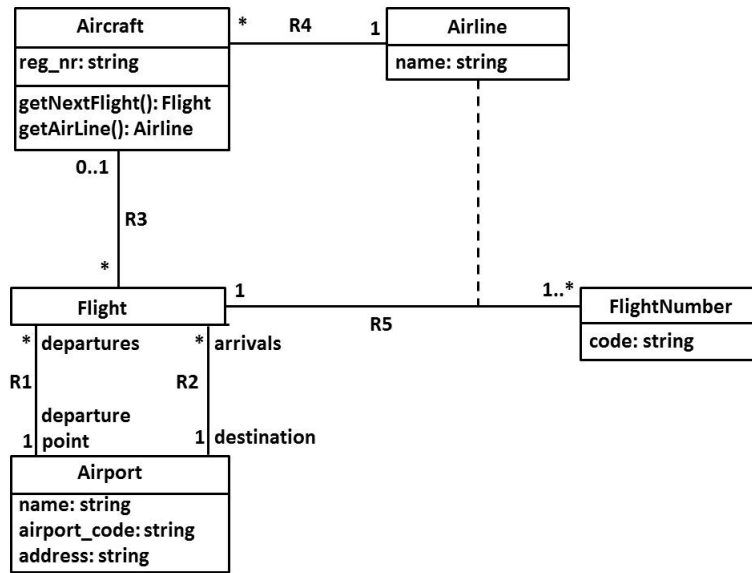 Aircraft
reg_nr: string
getNextFlight(): Flight
getAirLine(): Airline
* R4 1
Airline
name: string
0..1
R3
*
Flight
1 R5 1..*
FlightNumber
code: string
* departures
* arrivals
R1
R2
departure
1 point
1 destination
Airport
name: string
airport_code: string
address: string